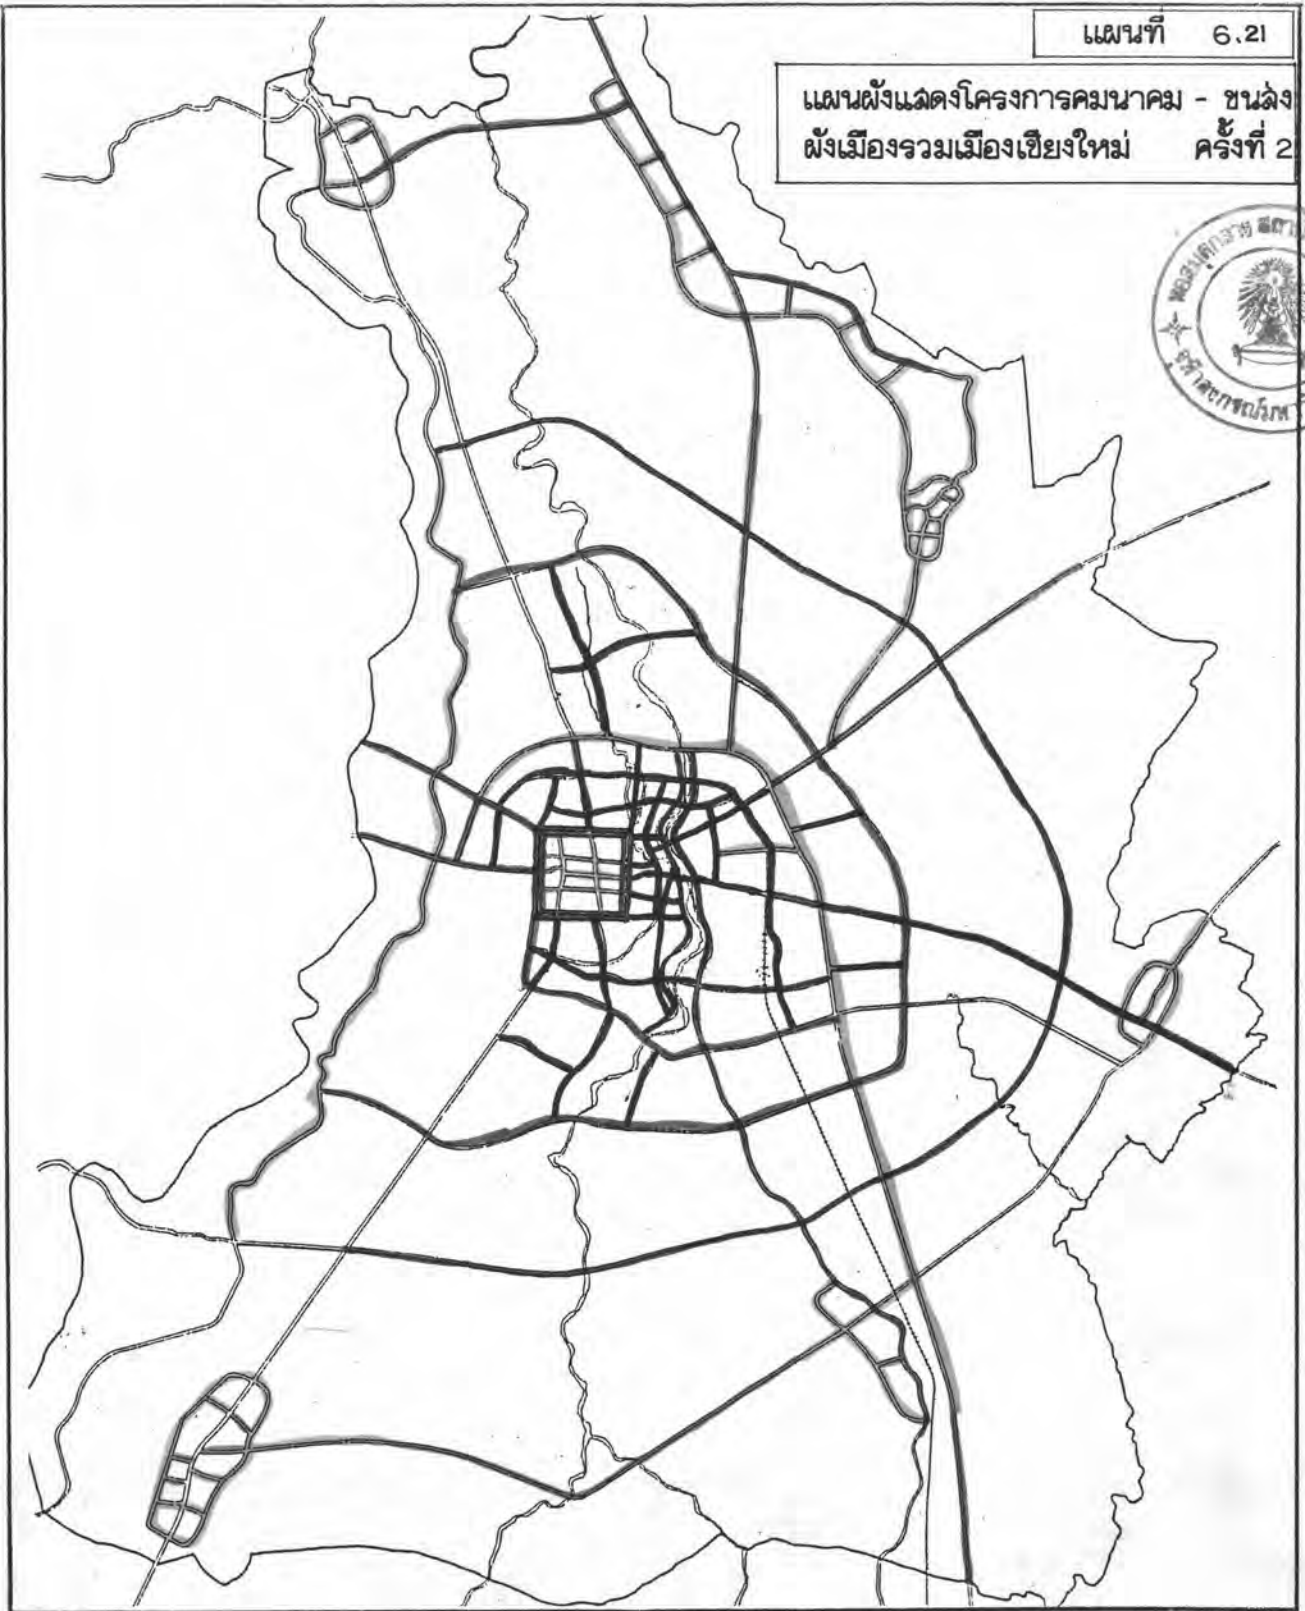 แผนที่ 6.21
แผนผังแสดงโครงการคมนาคม - ขนส่ง
ผังเมืองรวมเมืองเชียงใหม่ ครั้งที่ 2